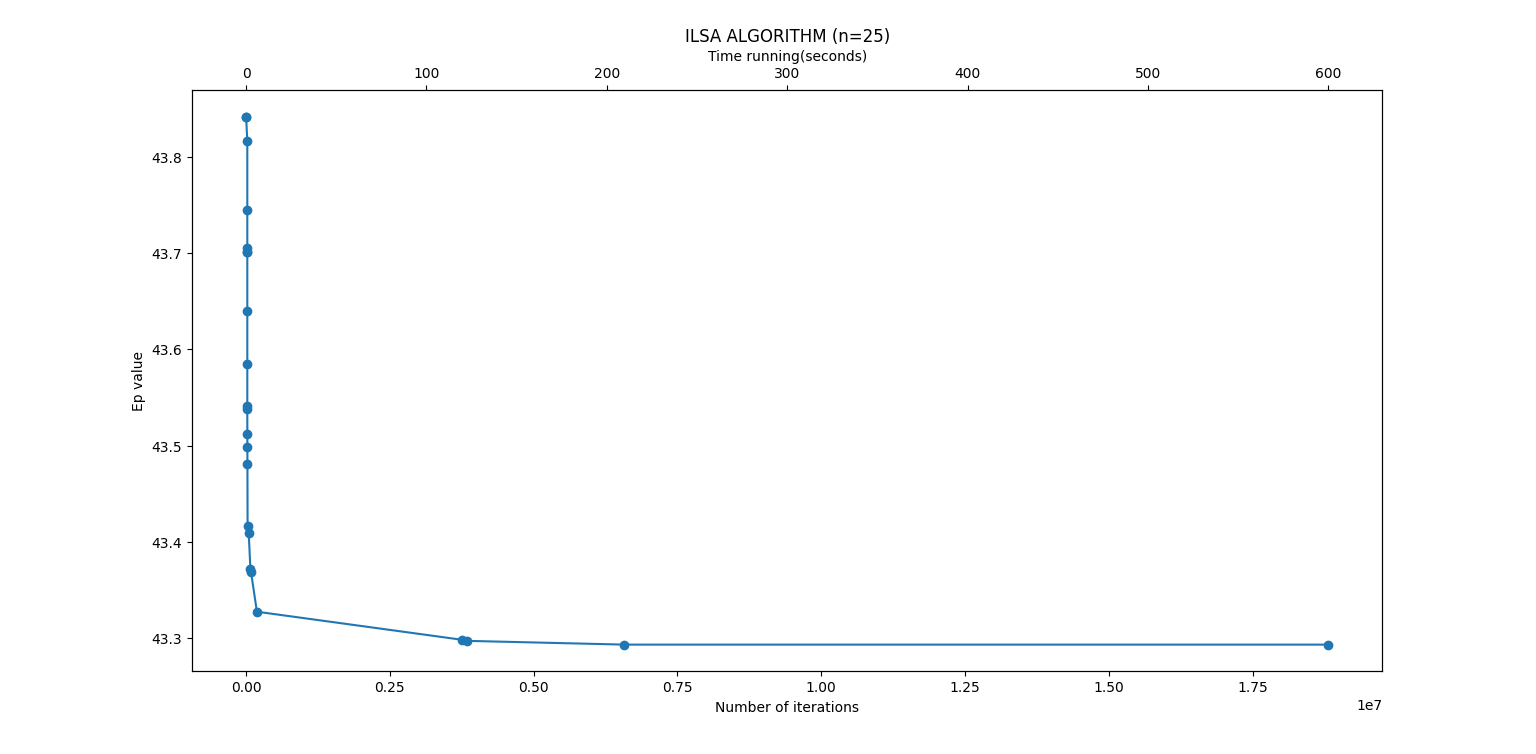 ILSA ALGORITHM (n=25)
Time running(seconds)
0 100 200 300 400 500 600
43.8
43.7
43.6
43.5
43.4
43.3
Ep value
0.00 0.25 0.50 0.75 1.00 1.25 1.50 1.75
1e7
Number of iterations